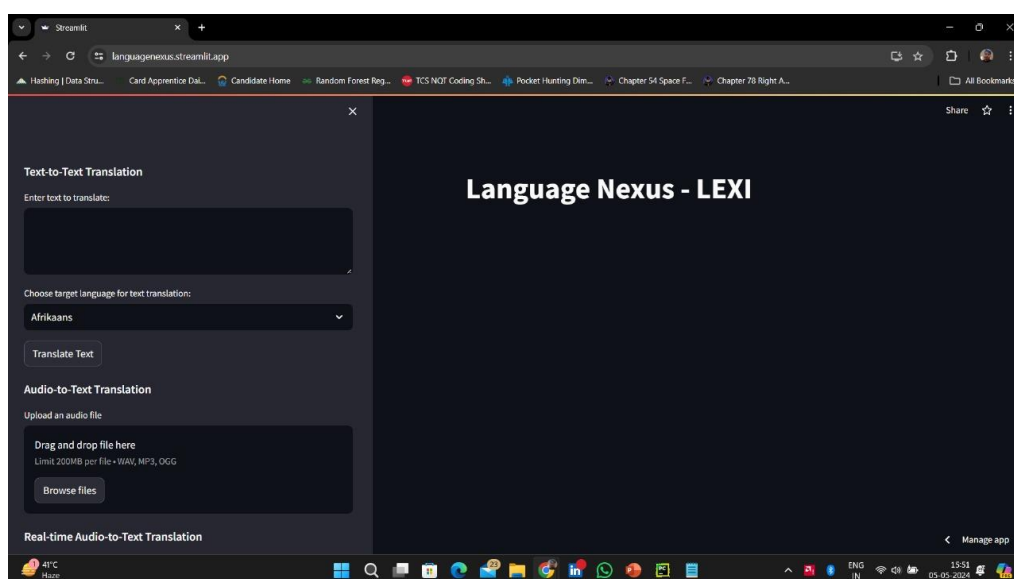 Streamlit
languagenexus.streamlit.app
Hashing | Data Stru...
Card Apprentice Dai...
Candidate Home
Random Forest Reg...
TCS NQT Coding Sh...
Pocket Hunting Dim...
Chapter 54 Space F...
Chapter 78 Right A...
All Bookmarks
Share
Text-to-Text Translation
Language Nexus - LEXI
Enter text to translate:
Choose target language for text translation:
Afrikaans
Translate Text
Audio-to-Text Translation
Upload an audio file
Drag and drop file here
Limit 200MB per file • WAV, MP3, OGG
Browse files
Real-time Audio-to-Text Translation
Manage app
41°C
Haze
23
ENG
IN
15:51
05-05-2024